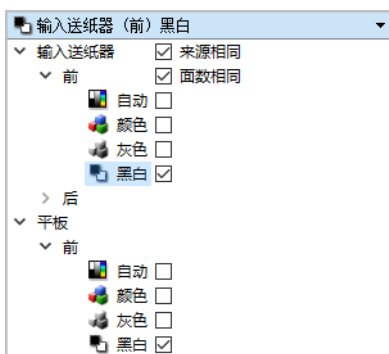 输入送纸器（前）黑白
输入送纸器 来源相同
前 面数相同
自动
颜色
灰色
黑白
后
平板
前
自动
颜色
灰色
黑白